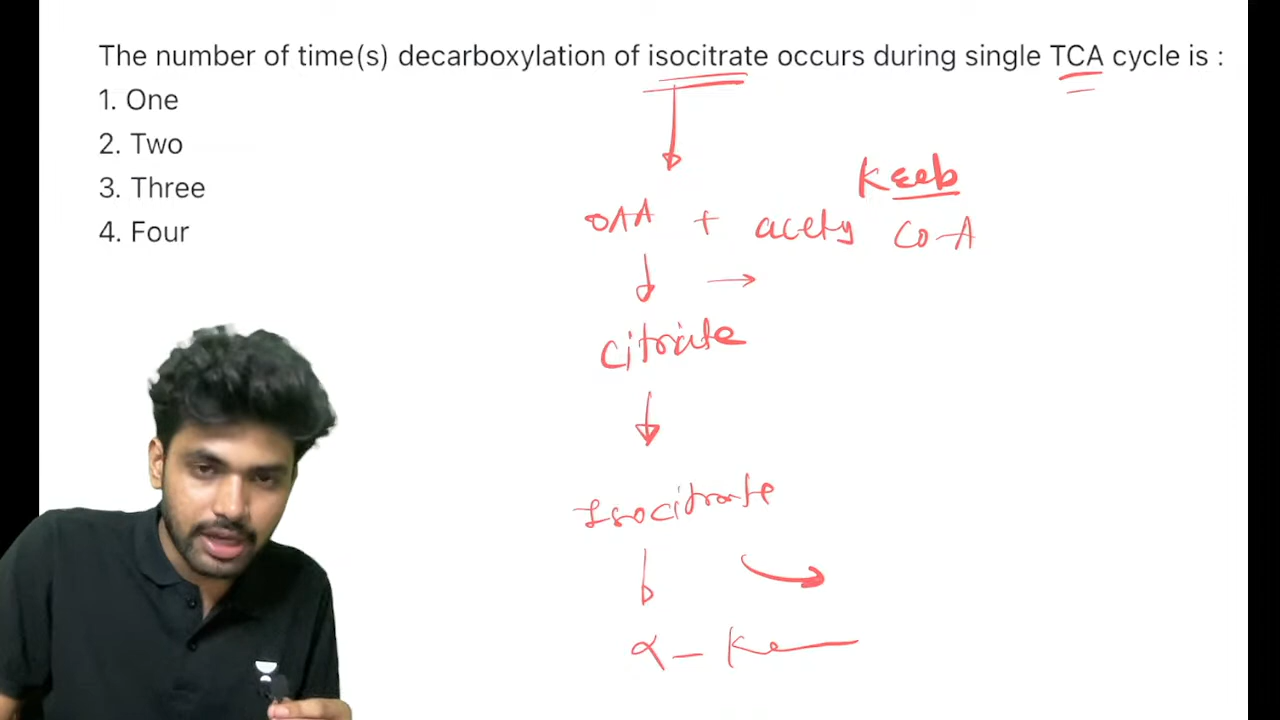 The number of time(s) decarboxylation of isocitrate occurs during single TCA cycle is :
1. One
2. Two
3. Three
4. Four
Kreb
OAA + acety Co-A
Citrate
Isocitrate
α - Ke